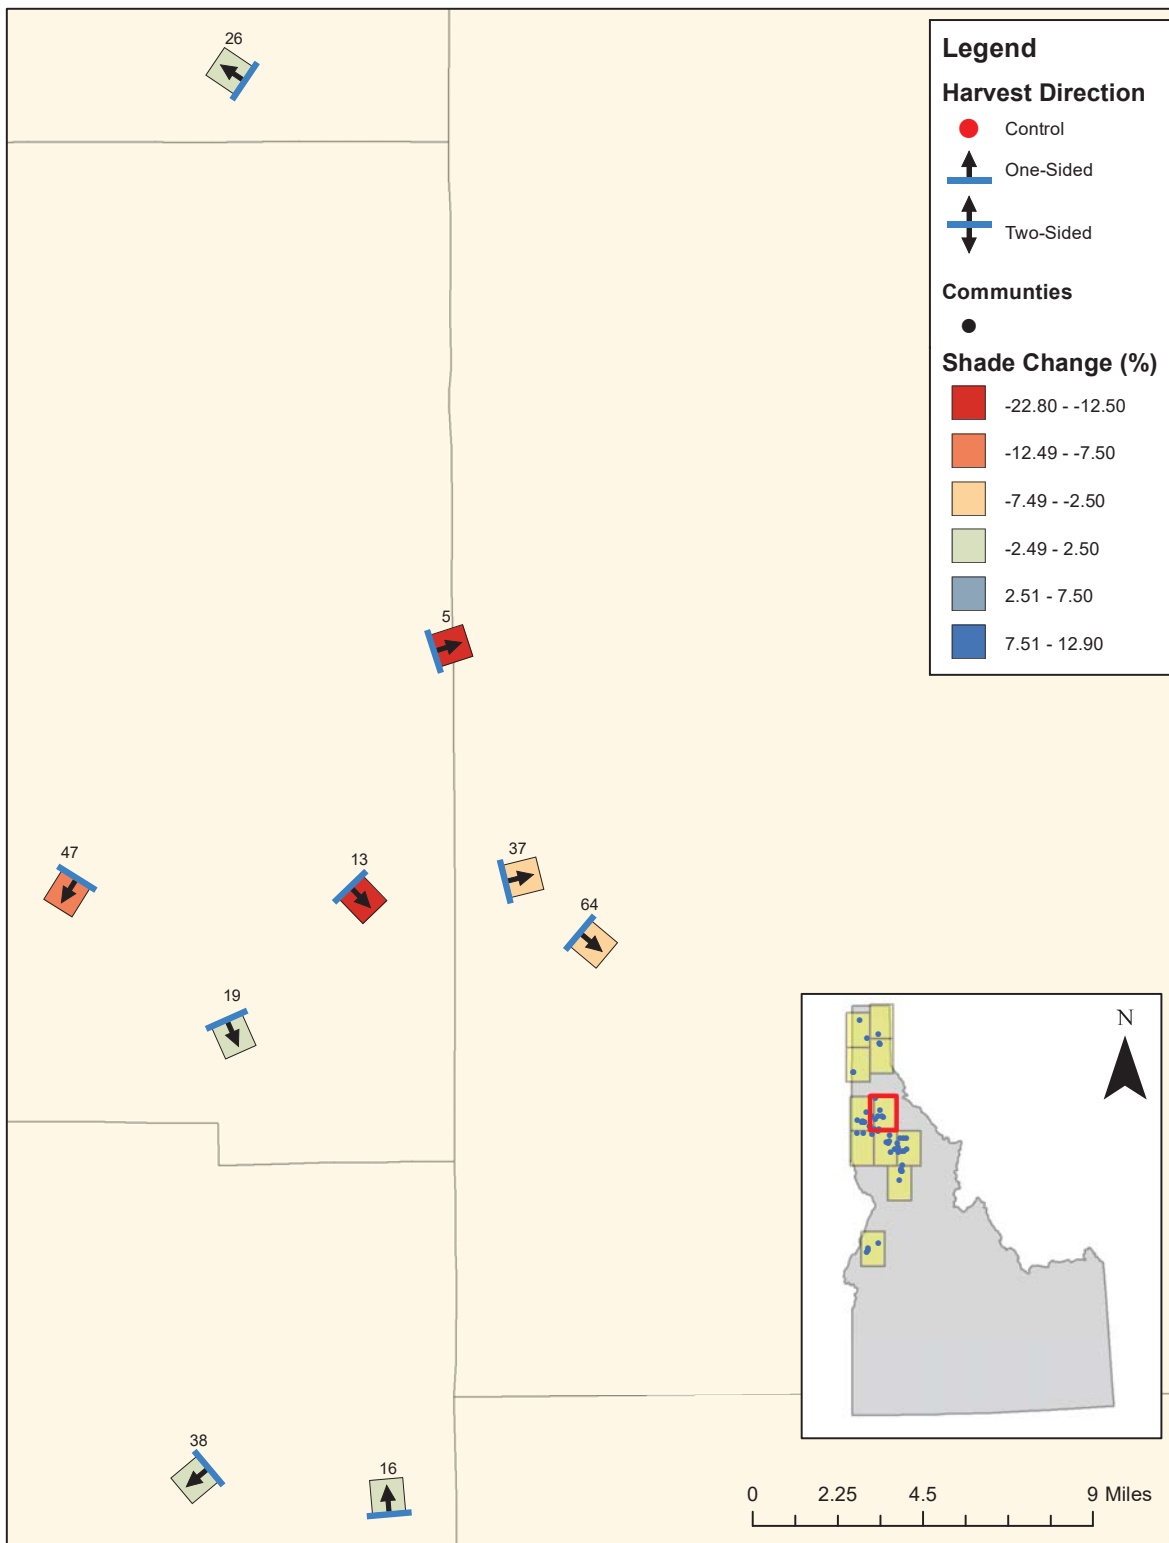 26
Legend
Harvest Direction
Control
One-Sided
Two-Sided
Communties
Shade Change (%)
-22.80 - -12.50
-12.49 - -7.50
-7.49 - -2.50
-2.49 - 2.50
2.51 - 7.50
7.51 - 12.90
5
47
13
37
64
19
N
38
16
0 2.25 4.5 9 Miles